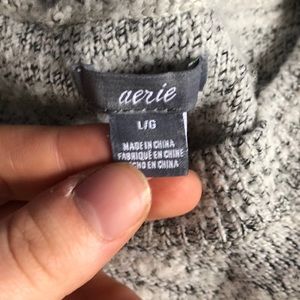 aerie
L/G
MADE IN CHINA
FABRIQUÉ EN CHINE
HECHO EN CHINA